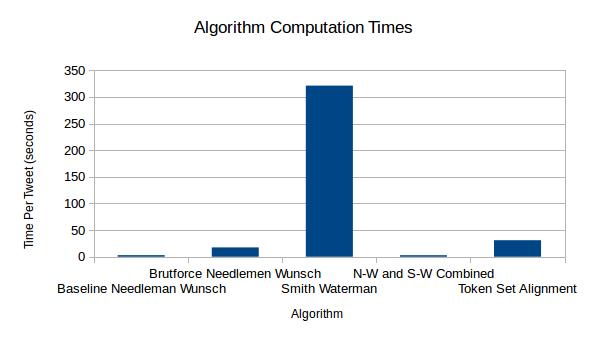 Algorithm Computation Times
350
300
250
200
150
100
50
0
Time Per Tweet (seconds)
Brutforce Needlemen Wunsch
N-W and S-W Combined
Baseline Needleman Wunsch
Smith Waterman
Token Set Alignment
Algorithm